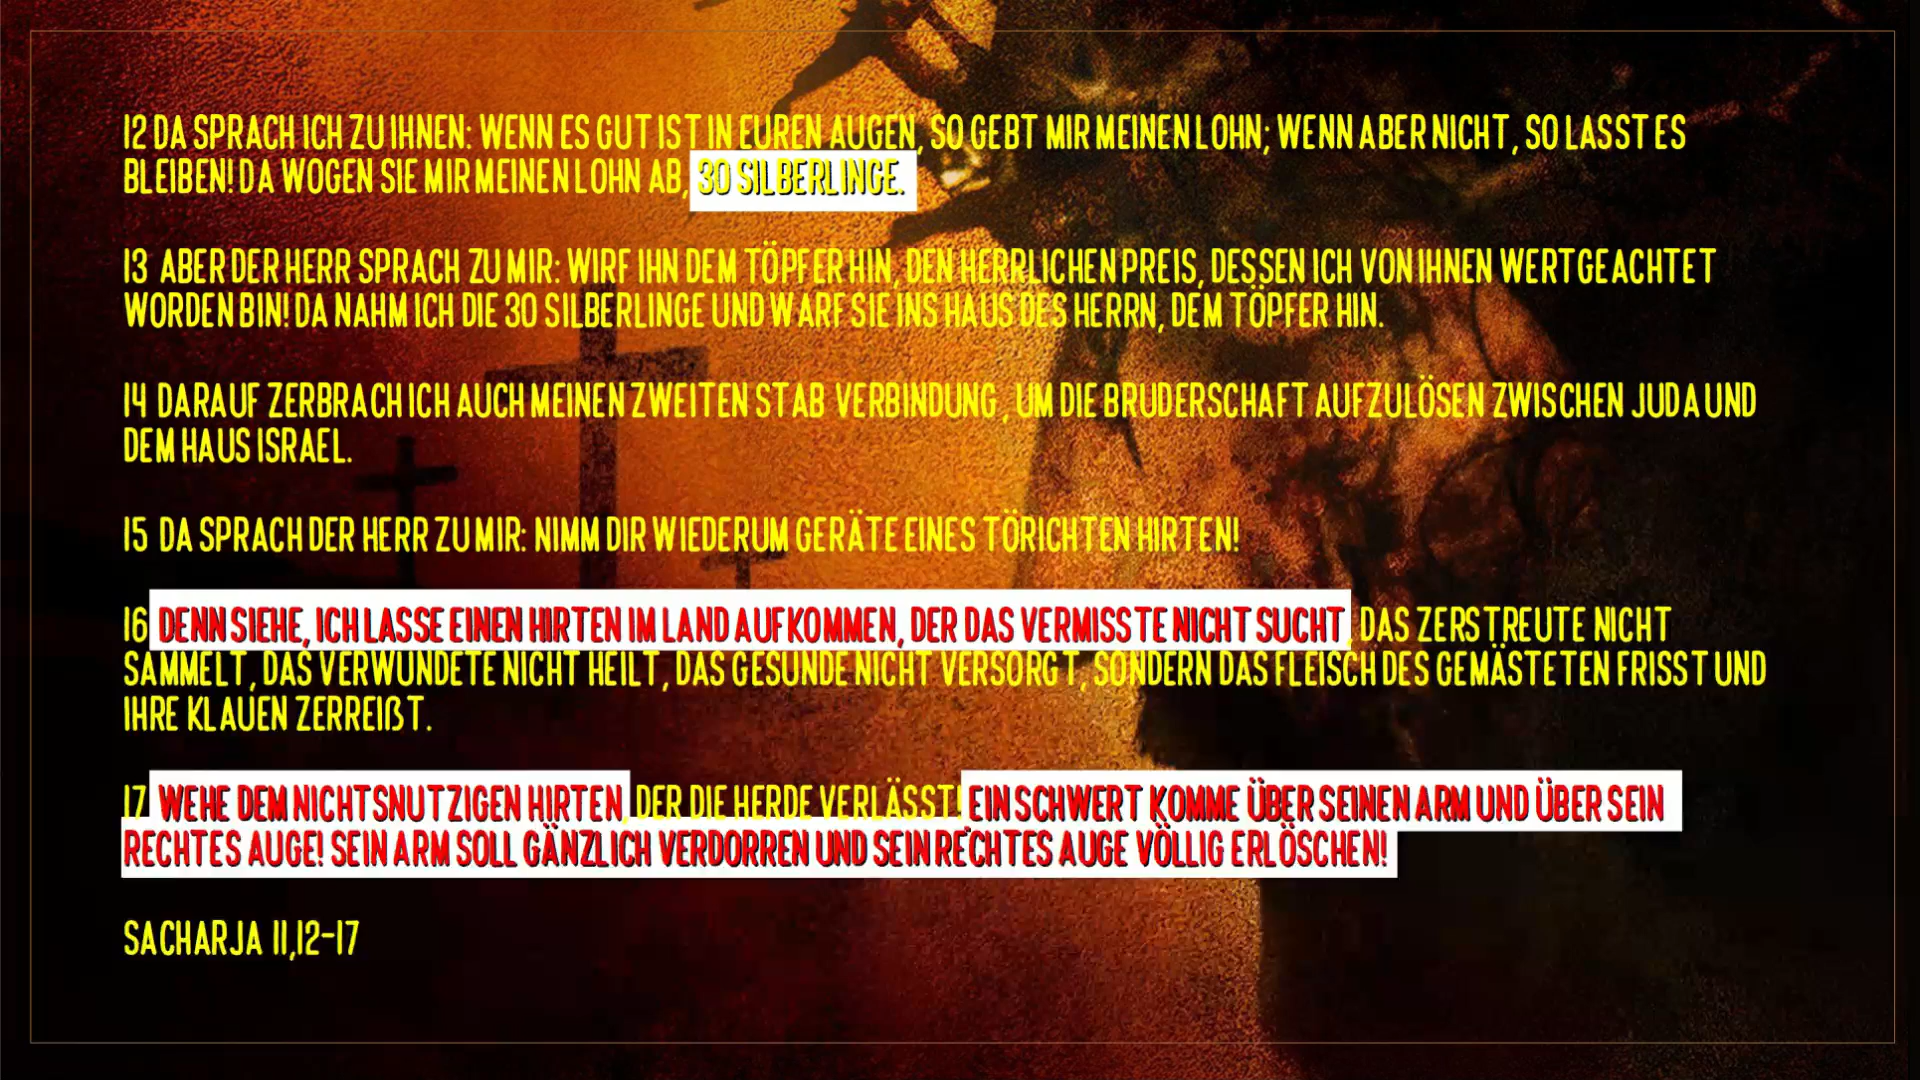 12 DA SPRACH ICH ZU IHNEN: WENN ES GUT IST IN EUREN AUGEN, SO GEBT MIR MEINEN LOHN; WENN ABER NICHT, SO LASST ES
BLEIBEN! DA WOGEN SIE MIR MEINEN LOHN AB, 30 SILBERLINGE.
13 ABER DER HERR SPRACH ZU MIR: WIRF IHN DEM TÖPFER HIN, DEN HERRLICHEN PREIS, DESSEN ICH VON IHNEN WERTGEACHTET
WORDEN BIN! DA NAHM ICH DIE 30 SILBERLINGE UND WARF SIE INS HAUS DES HERRN, DEM TÖPFER HIN.
14 DARAUF ZERBRACH ICH AUCH MEINEN ZWEITEN STAB VERBINDUNG, UM DIE BRUDERSCHAFT AUFZULÖSEN ZWISCHEN JUDA UND
DEM HAUS ISRAEL.
15 DA SPRACH DER HERR ZU MIR: NIMM DIR WIEDERUM GERÄTE EINES TÖRICHTEN HIRTEN!
16 DENN SIEHE, ICH LASSE EINEN HIRTEN IM LAND AUFKOMMEN, DER DAS VERMISSTE NICHT SUCHT, DAS ZERSTREUTE NICHT
SAMMELT, DAS VERWUNDETE NICHT HEILT, DAS GESUNDE NICHT VERSORGT, SONDERN DAS FLEISCH DES GEMÄSTETEN FRISST UND
IHRE KLAUEN ZERREIßT.
17 WEHE DEM NICHTSNUTZIGEN HIRTEN, DER DIE HERDE VERLÄSST! EIN SCHWERT KOMME ÜBER SEINEN ARM UND ÜBER SEIN
RECHTES AUGE! SEIN ARM SOLL GÄNZLICH VERDORREN UND SEIN RECHTES AUGE VÖLLIG ERLÖSCHEN!
SACHARJA 11,12-17